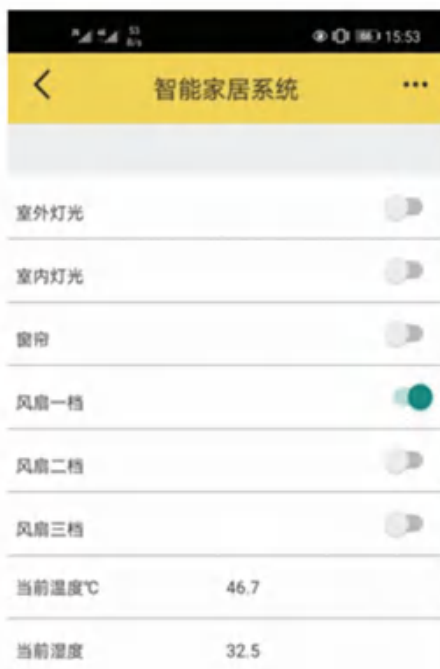 53
B/s
15:53
智能家居系统
室外灯光
室内灯光
窗帘
风扇一档
风扇二档
风扇三档
当前温度℃ 46.7
当前湿度 32.5